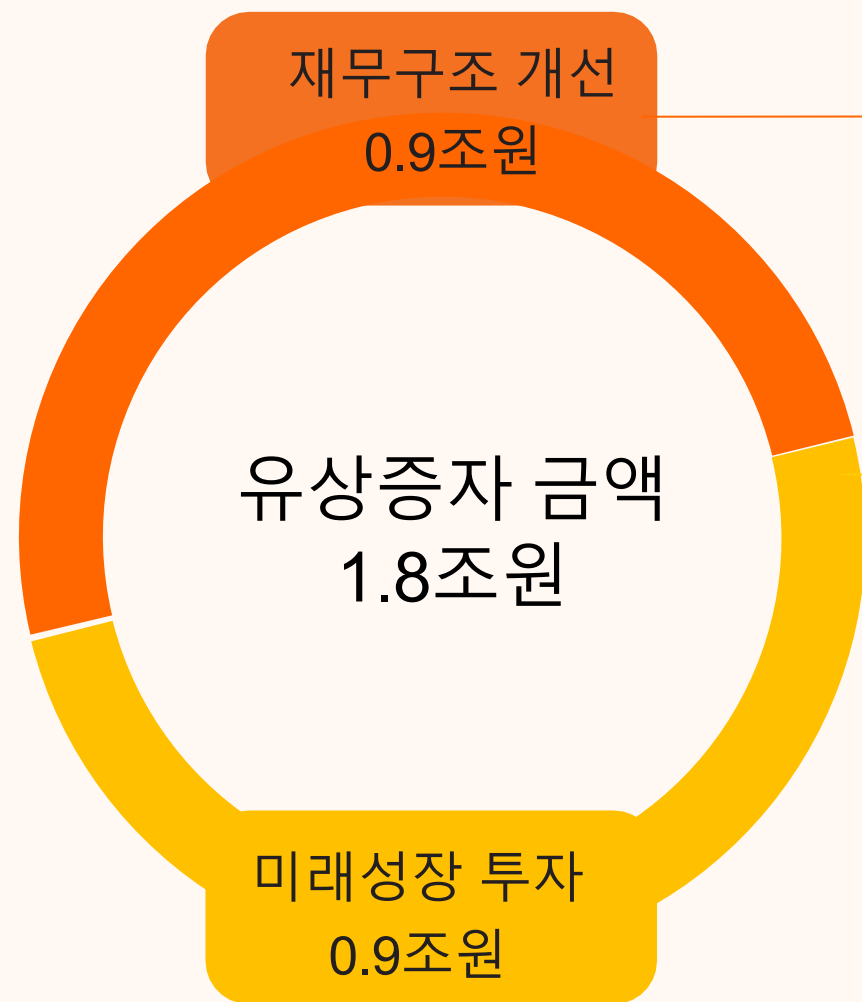 재무구조 개선
0.9조원
유상증자 금액
1.8조원
미래성장 투자
0.9조원